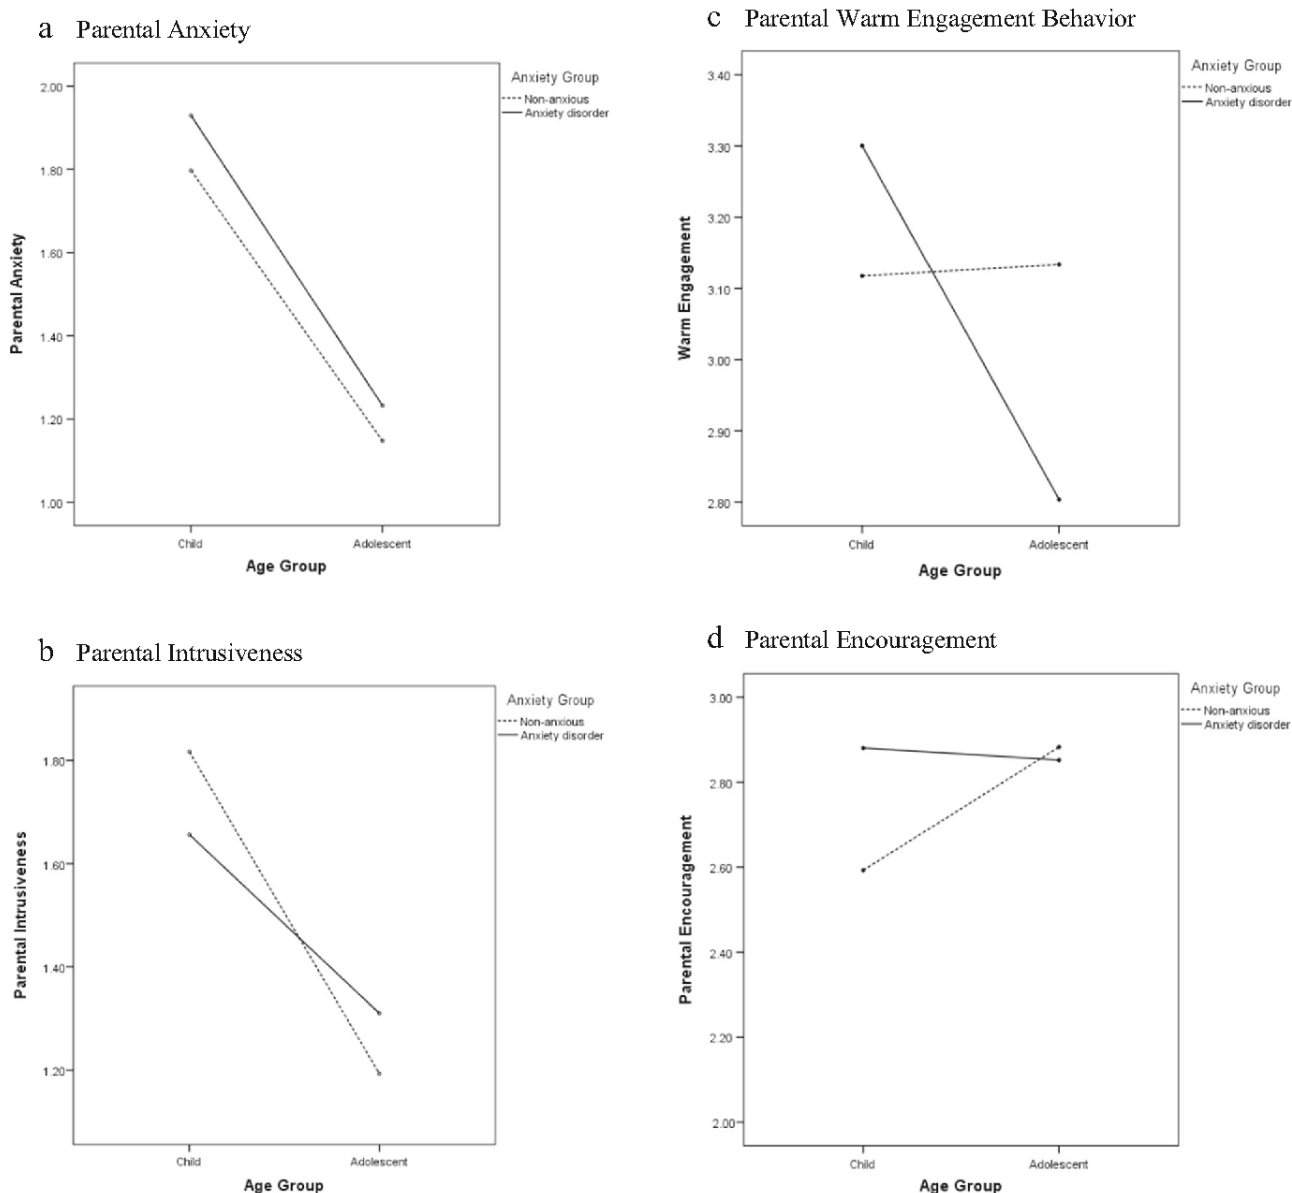 a Parental Anxiety
Anxiety Group
Non-anxious
Anxiety disorder
2.00
1.80
1.60
1.40
1.20
1.00
Parental Anxiety
Child
Adolescent
Age Group
b Parental Intrusiveness
Anxiety Group
Non-anxious
Anxiety disorder
1.80
1.60
1.40
1.20
Parental Intrusiveness
Child
Adolescent
Age Group
c Parental Warm Engagement Behavior
Anxiety Group
Non-anxious
Anxiety disorder
3.40
3.30
3.20
3.10
3.00
2.90
2.80
Warm Engagement
Child
Adolescent
Age Group
d Parental Encouragement
Anxiety Group
Non-anxious
Anxiety disorder
3.00
2.80
2.60
2.40
2.20
2.00
Parental Encouragement
Child
Adolescent
Age Group